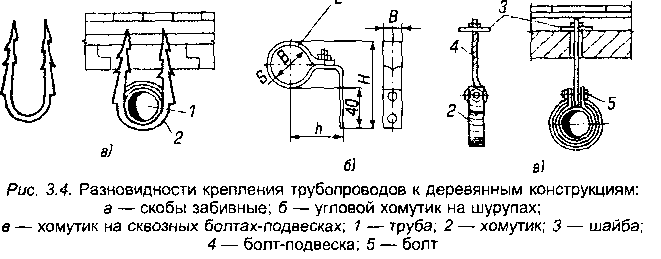 В
3
4
2
Б
В
H
40
h
1
2
5
а)
б)
в)
Рис. 3.4. Разновидности крепления трубопроводов к деревянным конструкциям:
а — скобы забивные; б — угловой хомутик на шурупах;
в — хомутик на сквозных болтах-подвесках; 1 — труба; 2 — хомутик; 3 — шайба;
4 — болт-подвеска; 5 — болт